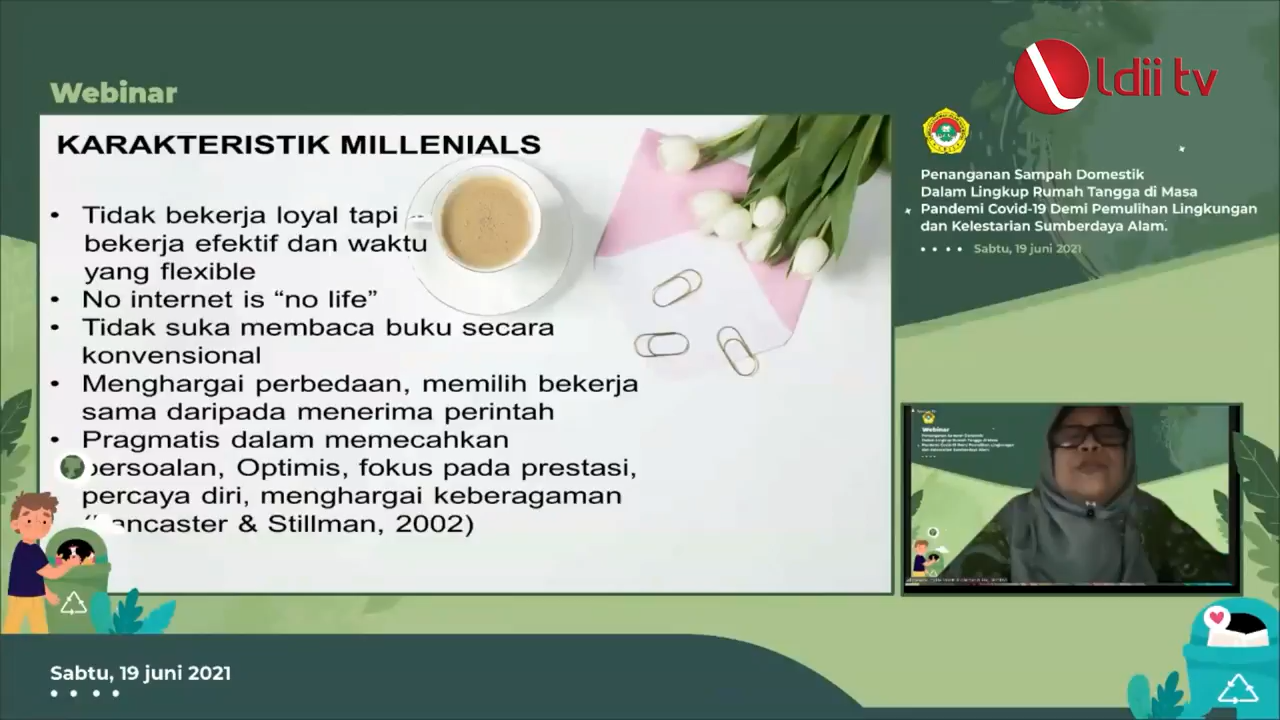 ldii tv
Webinar
KARAKTERISTIK MILLENIALS
• Tidak bekerja loyal tapi
bekerja efektif dan waktu
yang flexible
• No internet is “no life”
• Tidak suka membaca buku secara
konvensional
• Menghargai perbedaan, memilih bekerja
sama daripada menerima perintah
• Pragmatis dalam memecahkan
persoalan, Optimis, fokus pada prestasi,
percaya diri, menghargai keberagaman
(Lancaster & Stillman, 2002)
Penanganan Sampah Domestik
Dalam Lingkup Rumah Tangga di Masa
Pandemi Covid-19 Demi Pemulihan Lingkungan
dan Kelestarian Sumberdaya Alam.
Sabtu, 19 juni 2021
Webinar
Sabtu, 19 juni 2021